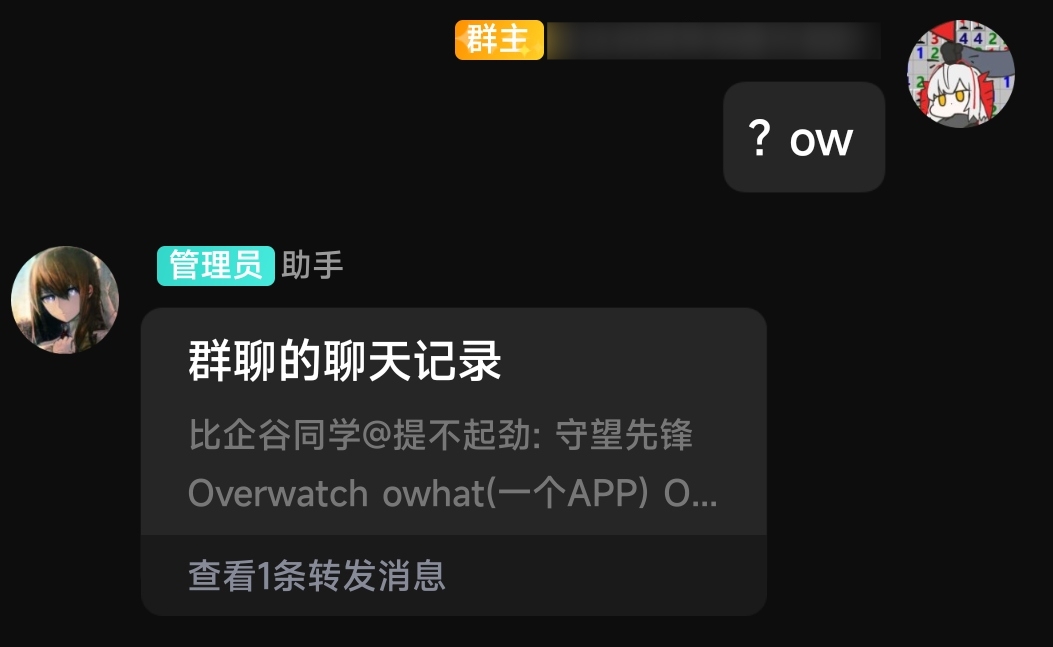 群主
？ow
管理员 助手
群聊的聊天记录
比企谷同学@提不起劲: 守望先锋
Overwatch owhat(一个APP) O...
查看1条转发消息